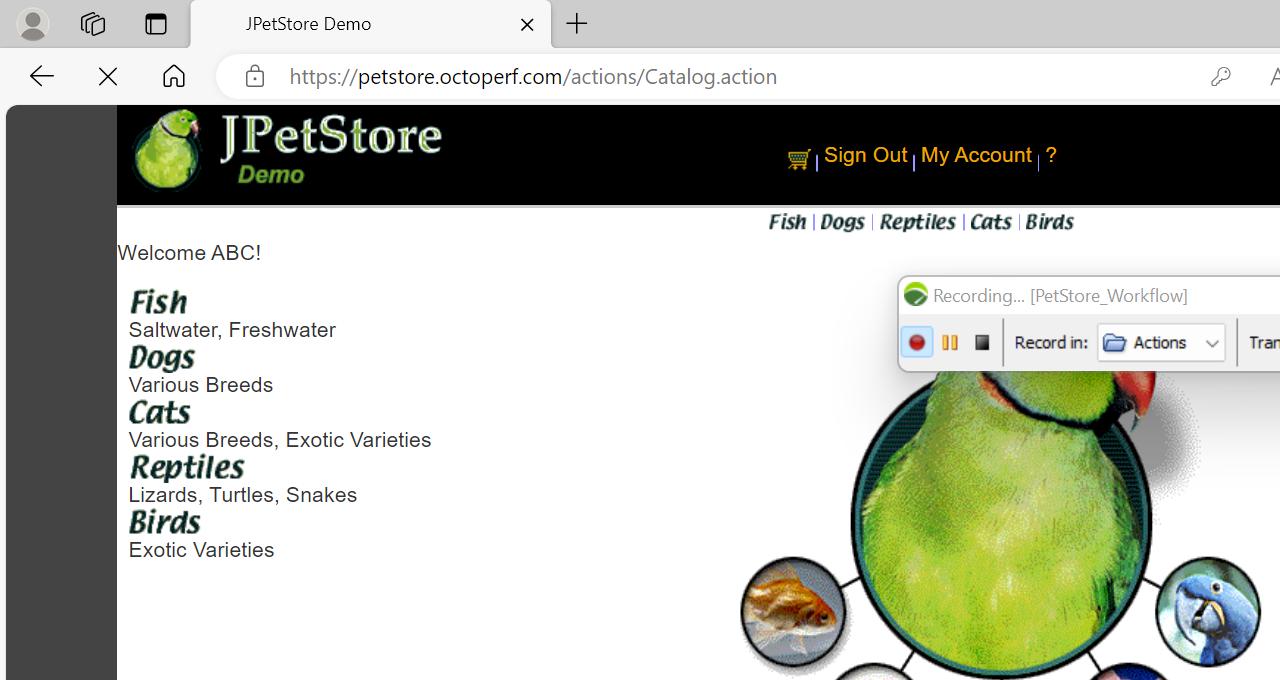 JPetStore Demo
https://petstore.octoperf.com/actions/Catalog.action
JPetStore
Demo
Sign Out | My Account | ?
Fish | Dogs | Reptiles | Cats | Birds
Welcome ABC!
Recording... [PetStore_Workflow]
Record in: Actions Tran
Fish
Saltwater, Freshwater
Dogs
Various Breeds
Cats
Various Breeds, Exotic Varieties
Reptiles
Lizards, Turtles, Snakes
Birds
Exotic Varieties